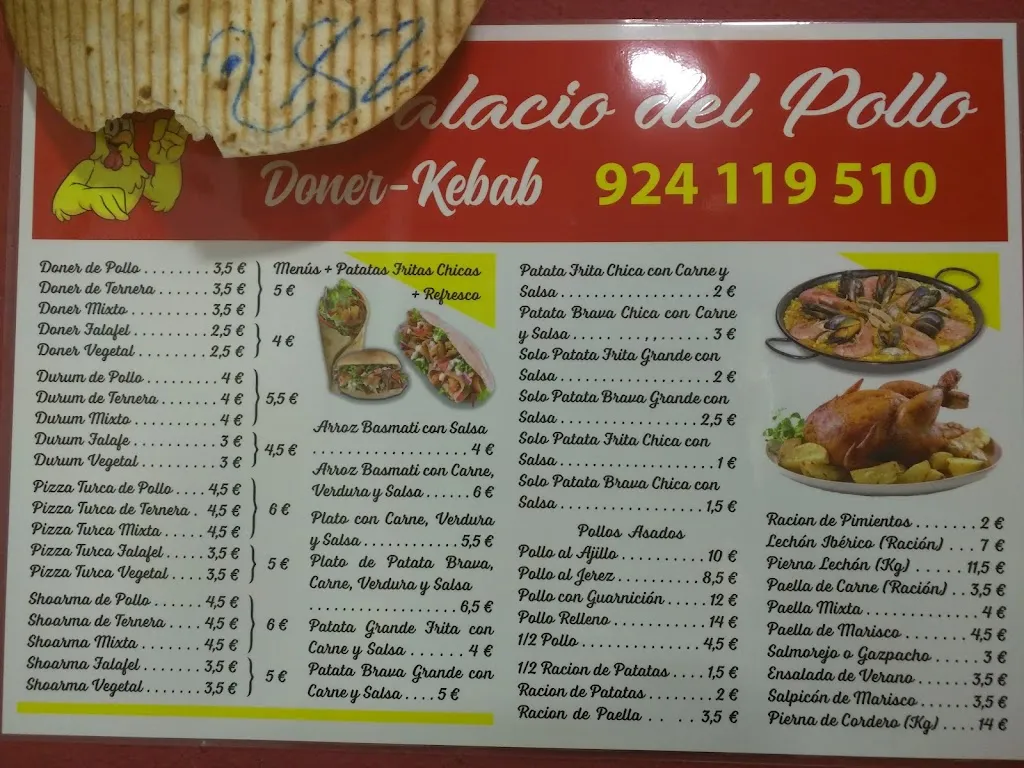 282
alacio del Pollo
Doner-Kebab 924 119 510
Doner de Pollo ........ 3,5 €
Doner de Ternera ....... 3,5 €
Doner Mixto .......... 3,5 €
5 €
Doner Falafel .......... 2,5 €
Doner Vegetal ......... 2,5 €
4 €
Durum de Pollo ......... 4 €
Durum de Ternera ....... 4 €
Durum Mixto .......... 4 €
5,5 €
Durum Falafe .......... 3 €
Durum Vegetal ......... 3 €
4,5 €
Pizza Turca de Pollo .... 4,5 €
Pizza Turca de Ternera . 4,5 €
Pizza Turca Mixta ..... 4,5 €
6 €
Pizza Turca Falafel .... 3,5 €
Pizza Turca Vegetal ... 3,5 €
5 €
Shoarma de Pollo ...... 4,5 €
Shoarma de Ternera .... 4,5 €
Shoarma Mixta ....... 4,5 €
6 €
Shoarma Falafel ...... 3,5 €
Shoarma Vegetal ....... 3,5 €
5 €
Menús + Patatas Fritas Chicas
+ Refresco
Arroz Basmati con Salsa
.................... 4 €
Arroz Basmati con Carne,
Verdura y Salsa ...... 6 €
Plato con Carne, Verdura
y Salsa ............ 5,5 €
Plato de Patata Brava,
Carne, Verdura y Salsa
................... 6,5 €
Patata Grande Frita con
Carne y Salsa ...... 4 €
Patata Brava Grande con
Carne y Salsa .... 5 €
Patata Frita Chica con Carne y
Salsa .................. 2 €
Patata Brava Chica con Carne
y Salsa ................ 3 €
Solo Patata Frita Grande con
Salsa .................. 2 €
Solo Patata Brava Grande con
Salsa ................ 2,5 €
Solo Patata Frita Chica con
Salsa .................. 1 €
Solo Patata Brava Chica con
Salsa ................. 1,5 €
Pollos Asados
Pollo al Ajillo .......... 10 €
Pollo al Jerez .......... 8,5 €
Pollo con Guarnición ..... 12 €
Pollo Relleno ........... 14 €
1/2 Pollo .............. 4,5 €
1/2 Racion de Patatas .... 1,5 €
Racion de Patatas ........ 2 €
Racion de Paella . . .... 3,5 €
Racion de Pimientos ....... 2 €
Lechón Ibérico (Ración) ... 7 €
Pierna Lechón (Kg) ..... 11,5 €
Paella de Carne (Ración) .. 3,5 €
Paella Mixta ............ 4 €
Paella de Marisco ....... 4,5 €
Salmorejo o Gazpacho ..... 3 €
Ensalada de Verano ...... 3,5 €
Salpicón de Marisco ...... 3,5 €
Pierna de Cordero (Kg) .... 14 €